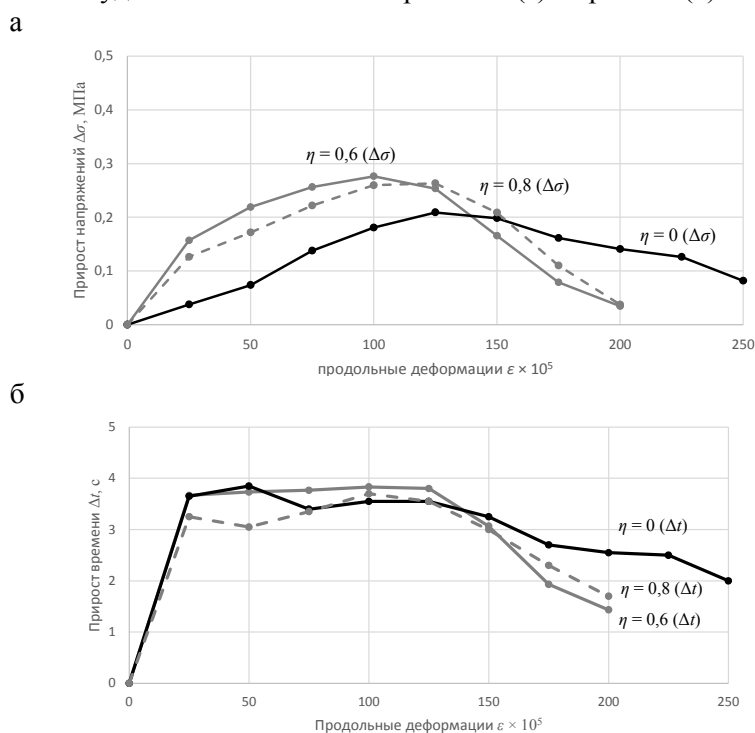 а
0,5
0,4
0,3
0,2
0,1
0
Прирост напряжений Δσ, МПа
η = 0,6 (Δσ)
η = 0,8 (Δσ)
η = 0 (Δσ)
0 50 100 150 200 250
продольные деформации ε × 10⁵
б
5
4
3
2
1
0
Прирост времени Δt, с
η = 0 (Δt)
η = 0,8 (Δt)
η = 0,6 (Δt)
0 50 100 150 200 250
Продольные деформации ε × 10⁵